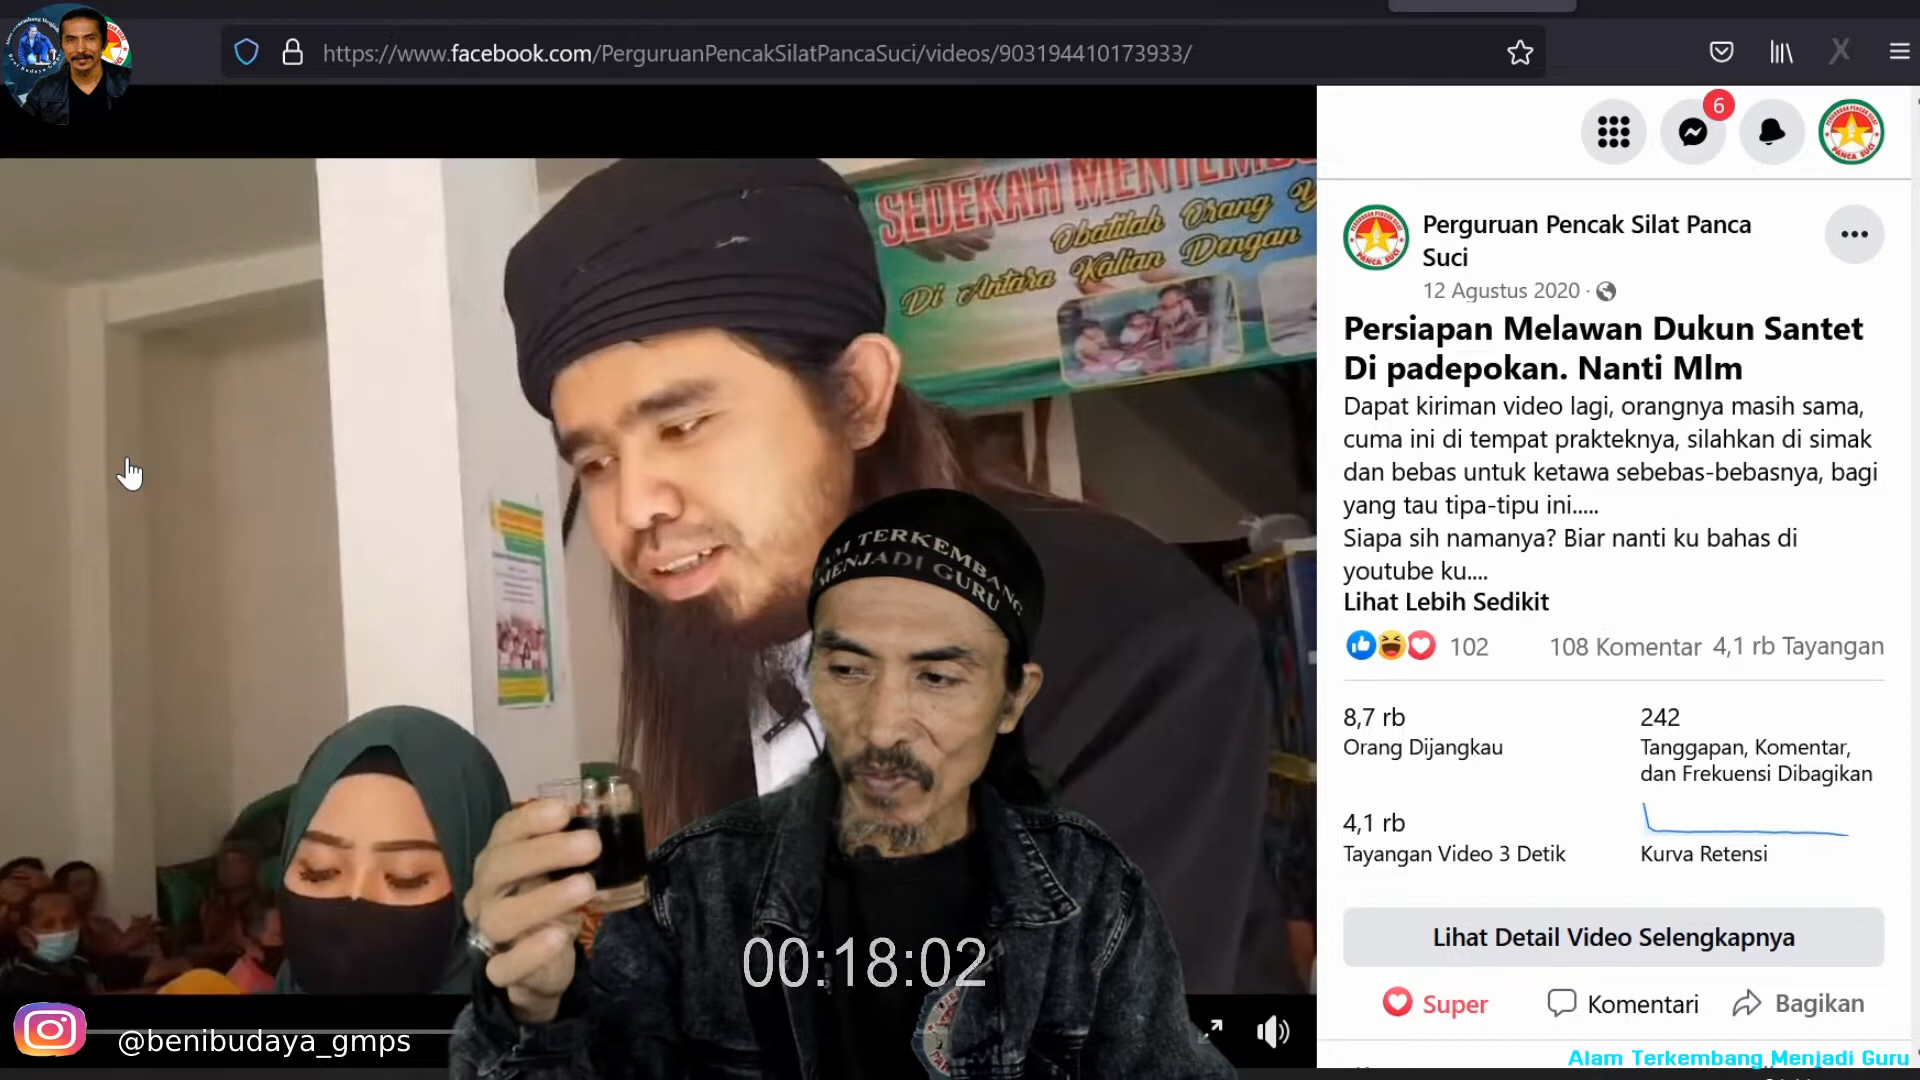 https://www.facebook.com/PerguruanPencakSilatPancaSuci/videos/903194410173933/
6
SEDEKAH
Obatilah Orang
Di Antara Kalian Dengan
Perguruan Pencak Silat Panca
Suci
12 Agustus 2020 ·
Persiapan Melawan Dukun Santet
Di padepokan. Nanti Mlm
Dapat kiriman video lagi, orangnya masih sama,
cuma ini di tempat prakteknya, silahkan di simak
dan bebas untuk ketawa sebebas-bebasnya, bagi
yang tau tipa-tipu ini.....
Siapa sih namanya? Biar nanti ku bahas di
youtube ku....
Lihat Lebih Sedikit
102 108 Komentar 4,1 rb Tayangan
8,7 rb
Orang Dijangkau
242
Tanggapan, Komentar,
dan Frekuensi Dibagikan
4,1 rb
Tayangan Video 3 Detik
Kurva Retensi
Lihat Detail Video Selengkapnya
Super Komentari Bagikan
TERKEMBANG
MENJADI GURU
00:18:02
@benibudaya_gmps
Alam Terkembang Menjadi Guru